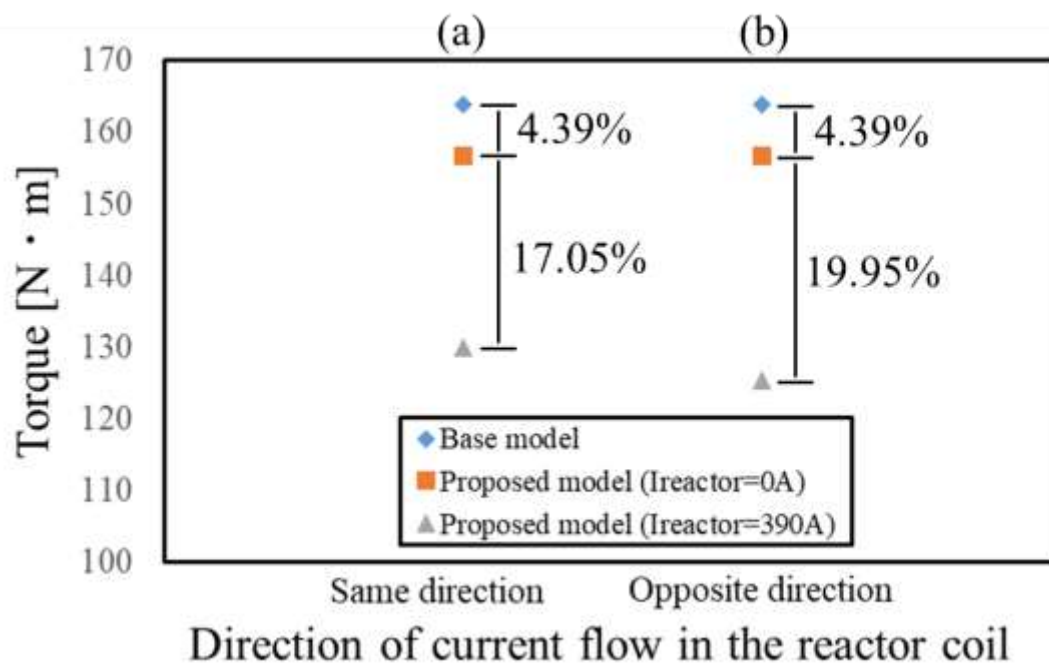 (a) (b)
170
160
150
140
130
120
110
100
Torque [N・m]
4.39% 4.39%
17.05% 19.95%
Base model
Proposed model (Ireactor=0A)
Proposed model (Ireactor=390A)
Same direction Opposite direction
Direction of current flow in the reactor coil